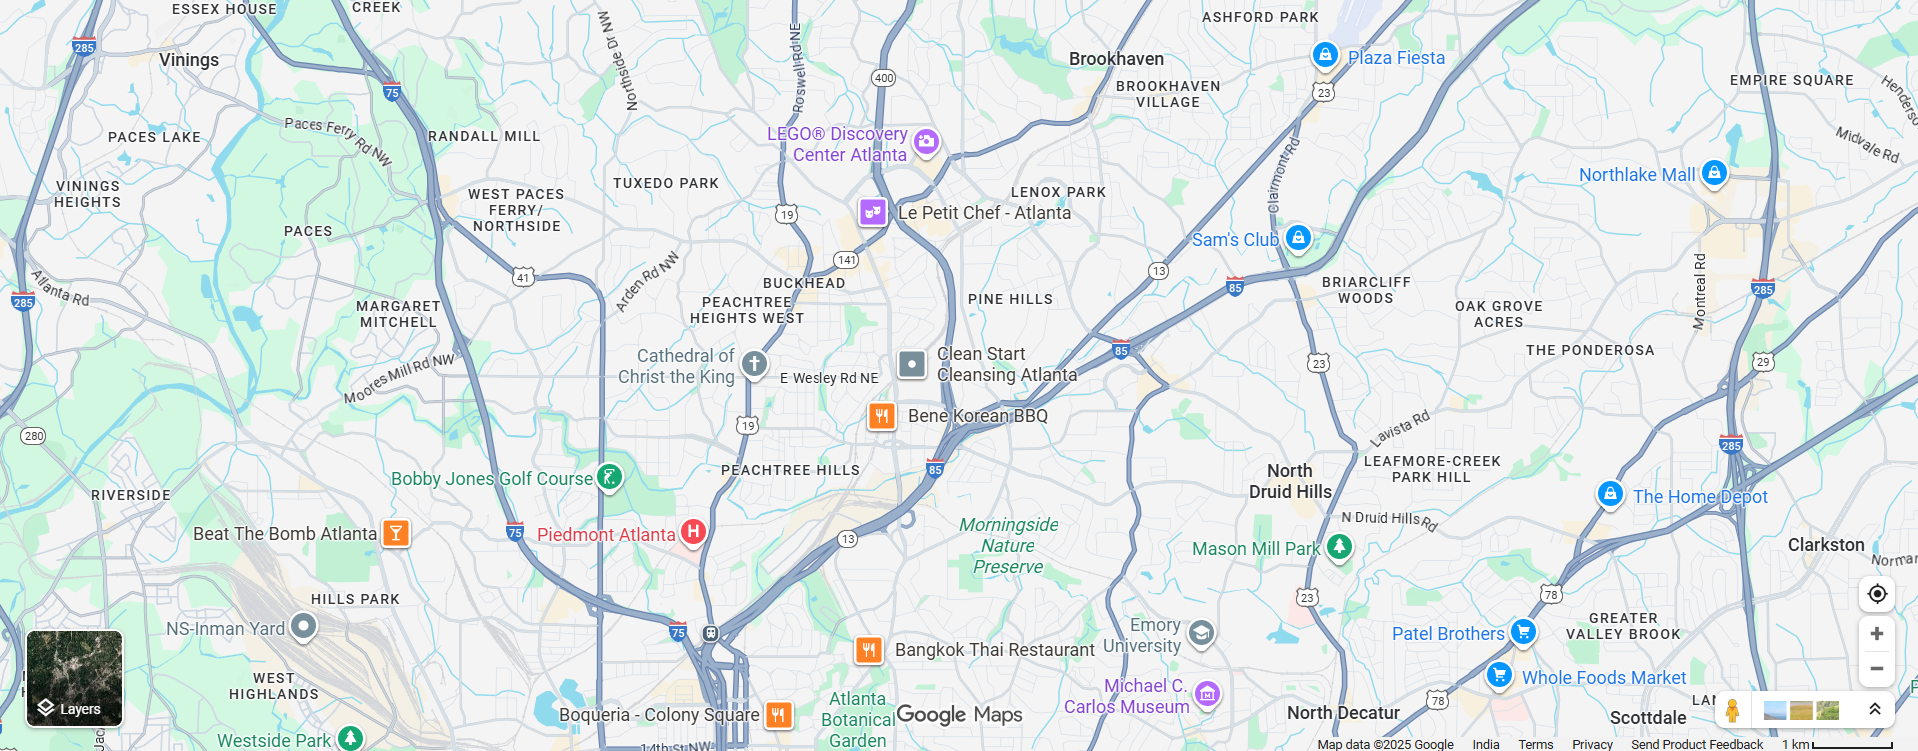 ESSEX HOUSE
CREEK
ASHFORD PARK
285
Vinings
75
400
Northside Dr NW
Roswell Rd NE
Brookhaven
Plaza Fiesta
23
BROOKHAVEN
VILLAGE
EMPIRE SQUARE
PACES LAKE
Paces Ferry Rd NW
RANDALL MILL
LEGO® Discovery
Center Atlanta
Clairmont Rd
Midvale Rd
VININGS
HEIGHTS
WEST PACES
FERRY/
NORTHSIDE
TUXEDO PARK
LENOX PARK
Northlake Mall
19
Le Petit Chef - Atlanta
PACES
Sam's Club
141
Atlanta Rd
285
41
Arden Rd NW
BUCKHEAD
13
85
BRIARCLIFF
WOODS
Montreal Rd
285
MARGARET
MITCHELL
PEACHTREE
HEIGHTS WEST
PINE HILLS
OAK GROVE
ACRES
Moores Mill Rd NW
Cathedral of
Christ the King
E Wesley Rd NE
Clean Start
Cleansing Atlanta
85
23
THE PONDEROSA
29
280
19
Bene Korean BBQ
Lavista Rd
285
PEACHTREE HILLS
85
North
Druid Hills
LEAFMORE-CREEK
PARK HILL
Bobby Jones Golf Course
RIVERSIDE
The Home Depot
Beat The Bomb Atlanta
75
Piedmont Atlanta
H
13
Morningside
Nature
Preserve
N Druid Hills Rd
Mason Mill Park
Clarkston
HILLS PARK
23
78
NS-Inman Yard
75
Emory
University
GREATER
VALLEY BROOK
Patel Brothers
Bangkok Thai Restaurant
WEST
HIGHLANDS
Michael C.
Carlos Museum
Whole Foods Market
Layers
Boqueria - Colony Square
Atlanta
Botanical
Garden
Google Maps
78
North Decatur
Scottdale
Westside Park
14th St NW
Map data ©2025 Google
India
Terms
Privacy
Send Product Feedback
1 km